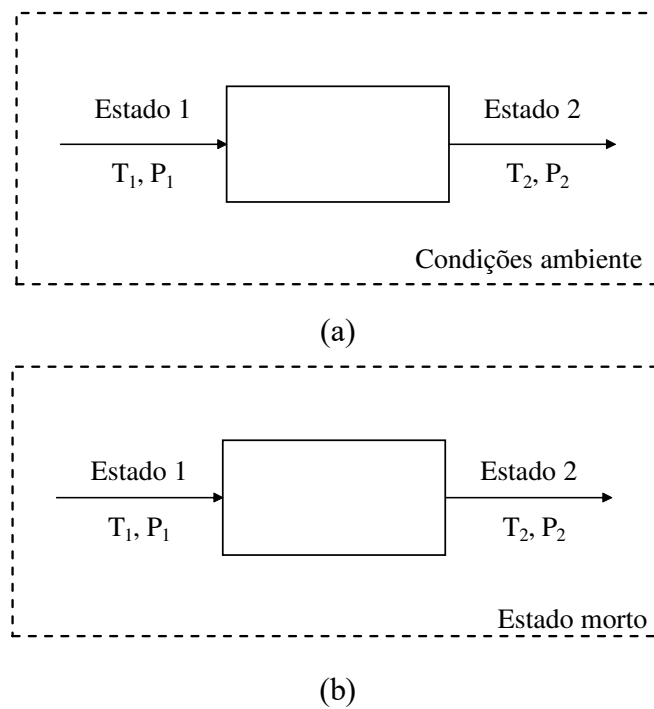 Estado 1
Estado 2
T₁, P₁
T₂, P₂
Condições ambiente
(a)
Estado 1
Estado 2
T₁, P₁
T₂, P₂
Estado morto
(b)